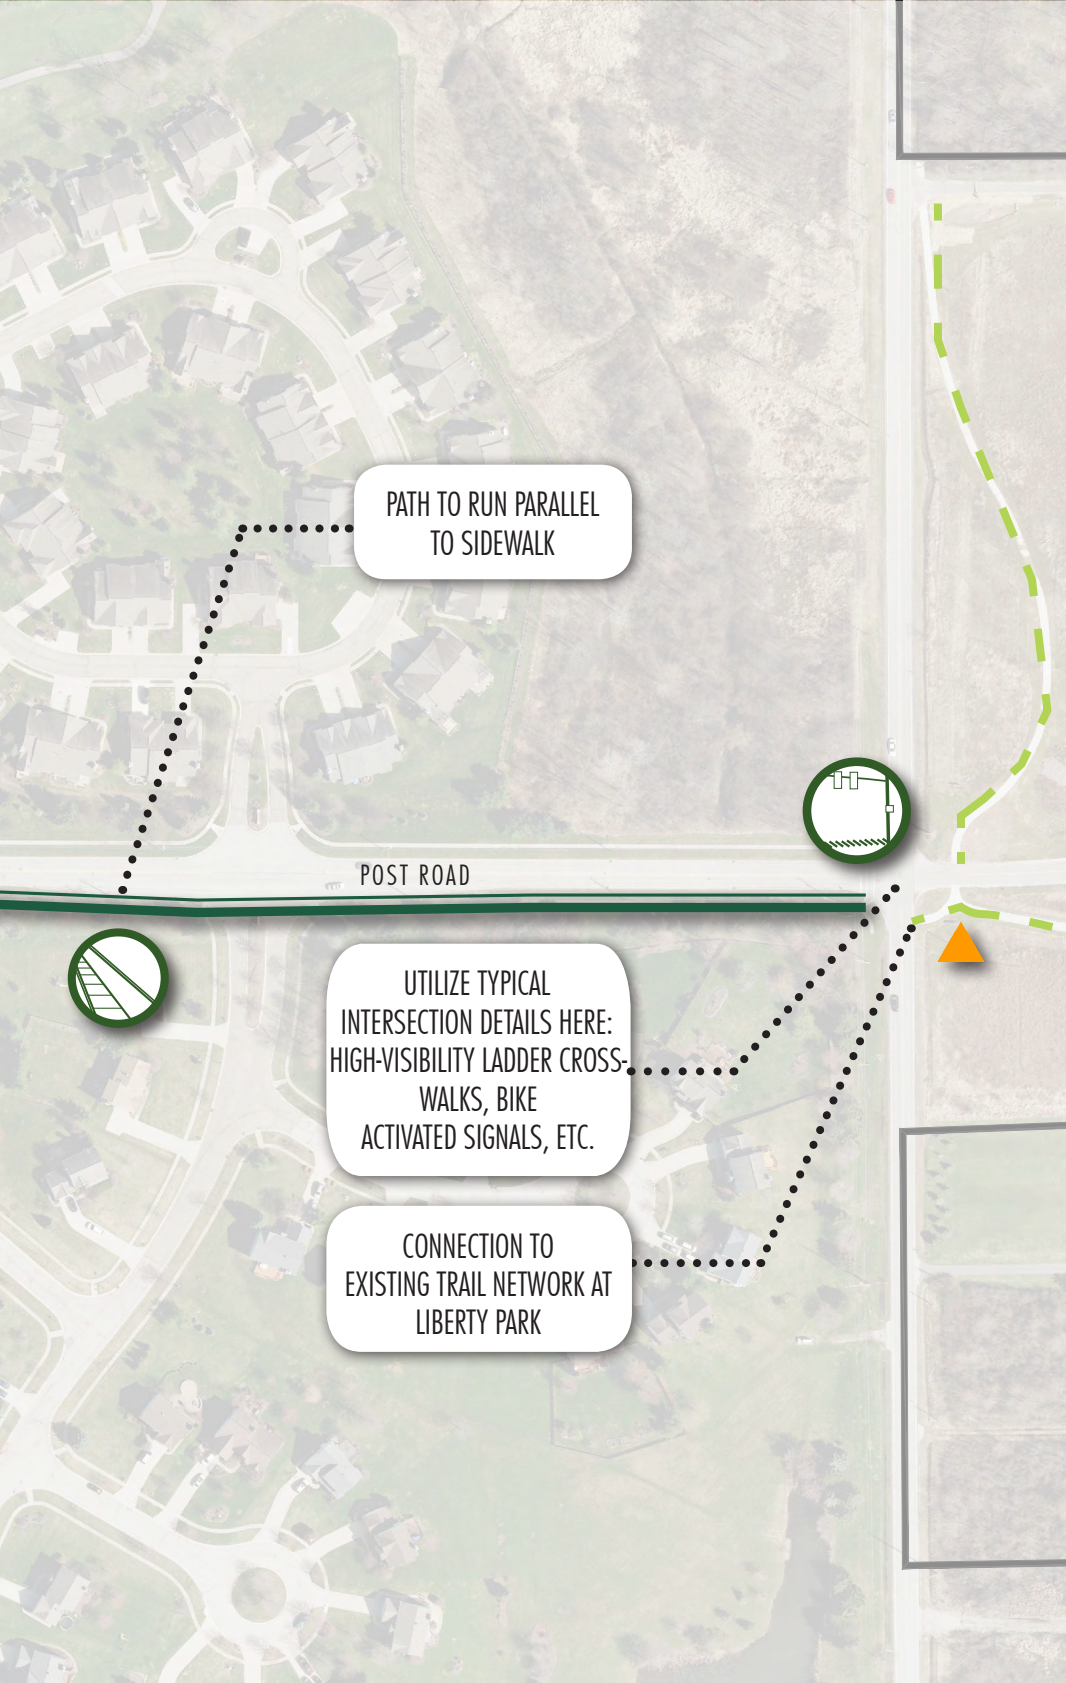 PATH TO RUN PARALLEL
TO SIDEWALK
POST ROAD
UTILIZE TYPICAL
INTERSECTION DETAILS HERE:
HIGH-VISIBILITY LADDER CROSS-
WALKS, BIKE
ACTIVATED SIGNALS, ETC.
CONNECTION TO
EXISTING TRAIL NETWORK AT
LIBERTY PARK